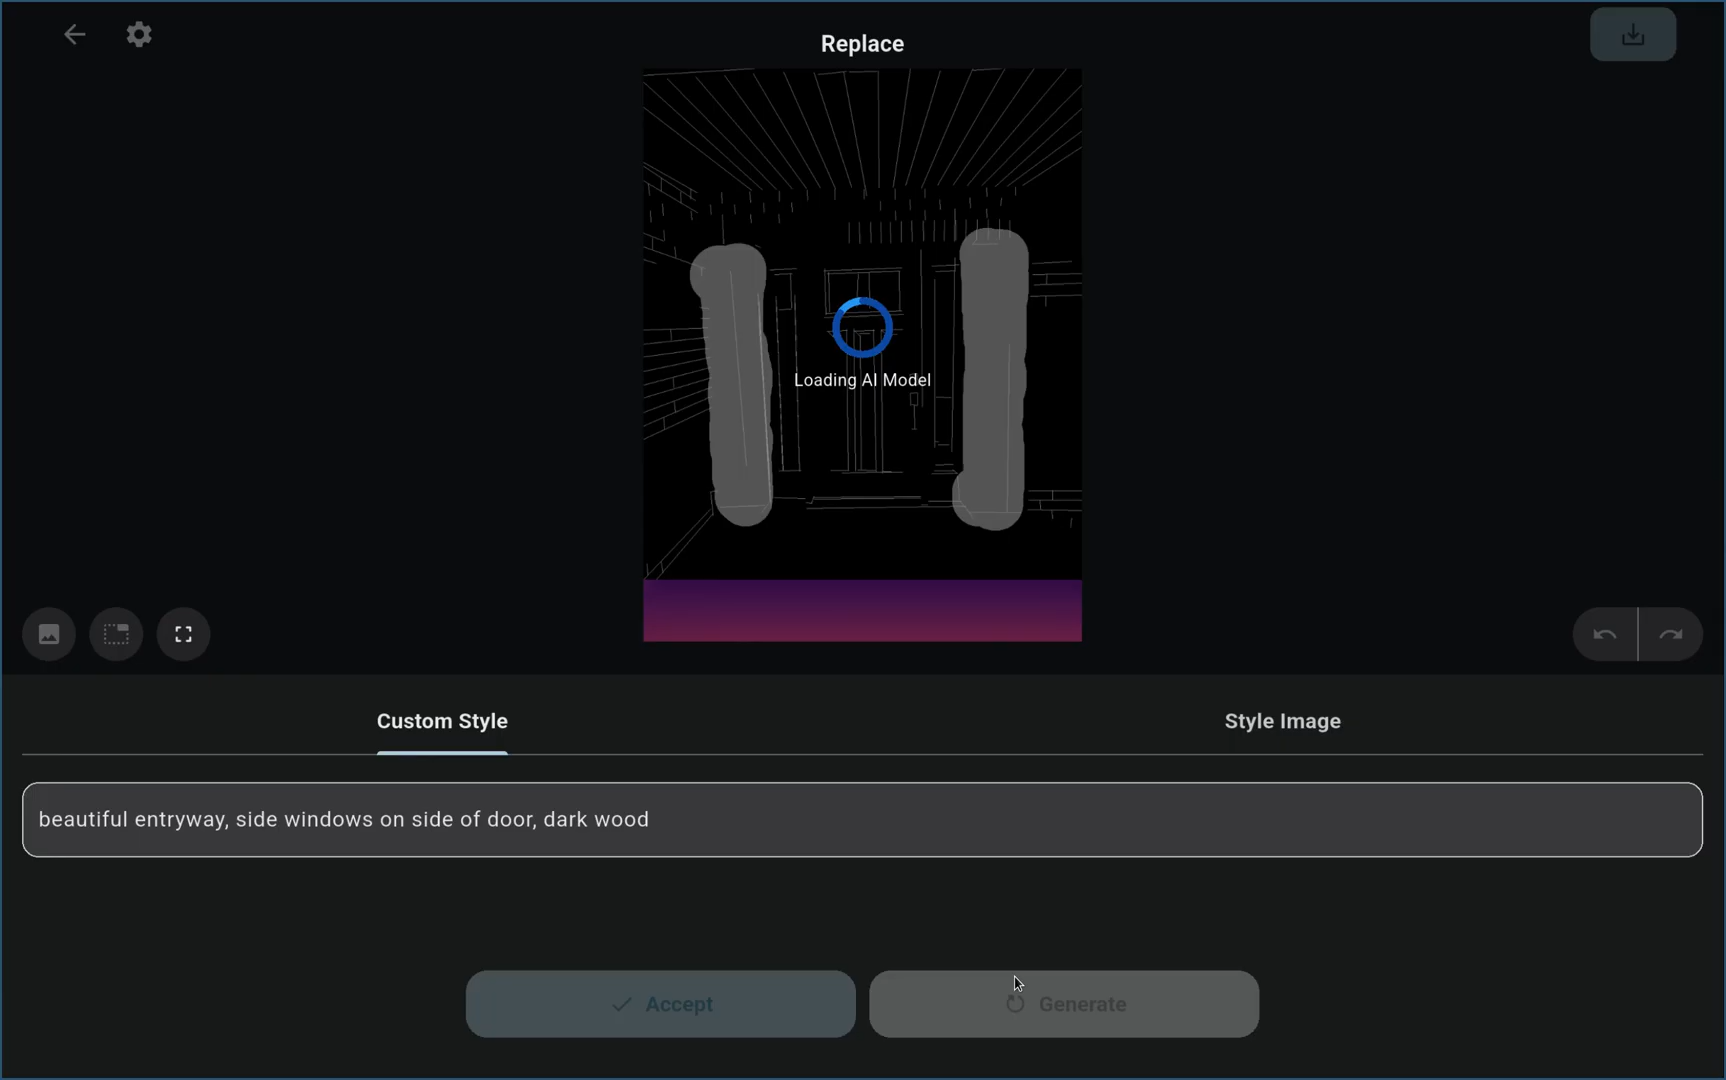 Replace
Loading AI Model
Custom Style
Style Image
beautiful entryway, side windows on side of door, dark wood
Accept
Generate